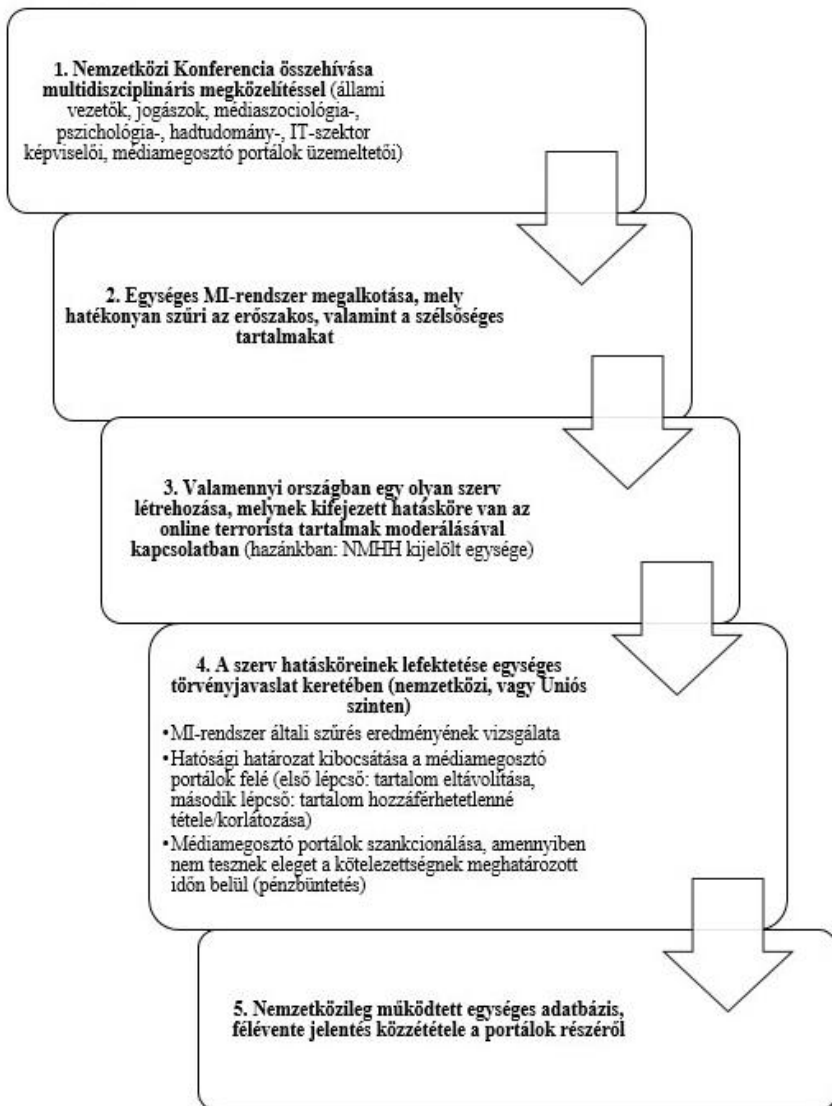 1. Nemzetközi Konferencia összehívása
multidiszciplináris megközelítéssel (állami
vezetők, jogászok, médiaszociológia-,
pszichológia-, hadtudomány-, IT-szektor
képviselői, médiamegosztó portálok üzemeltetői)
2. Egységes MI-rendszer megalkotása, mely
hatékonyan szűri az erőszakos, valamint a szélsőséges
tartalmakat
3. Valamennyi országban egy olyan szerv
létrehozása, melynek kifejezett hatásköre van az
online terrorista tartalmak moderálásával
kapcsolatban (hazánkban: NMHH kijelölt egysége)
4. A szerv hatásköreinek lefektetése egységes
törvényjavaslat keretében (nemzetközi, vagy Uniós
szinten)
•MI-rendszer általi szűrés eredményének vizsgálata
•Hatósági határozat kibocsátása a médiamegosztó
portálok felé (első lépcső: tartalom eltávolítása,
második lépcső: tartalom hozzáférhetetlenné
tétele/korlátozása)
•Médiamegosztó portálok szankcionálása, amennyiben
nem tesznek eleget a kötelezettségnek meghatározott
időn belül (pénzbüntetés)
5. Nemzetközileg működtett egységes adatbázis,
félévente jelentés közzététele a portálok részéről